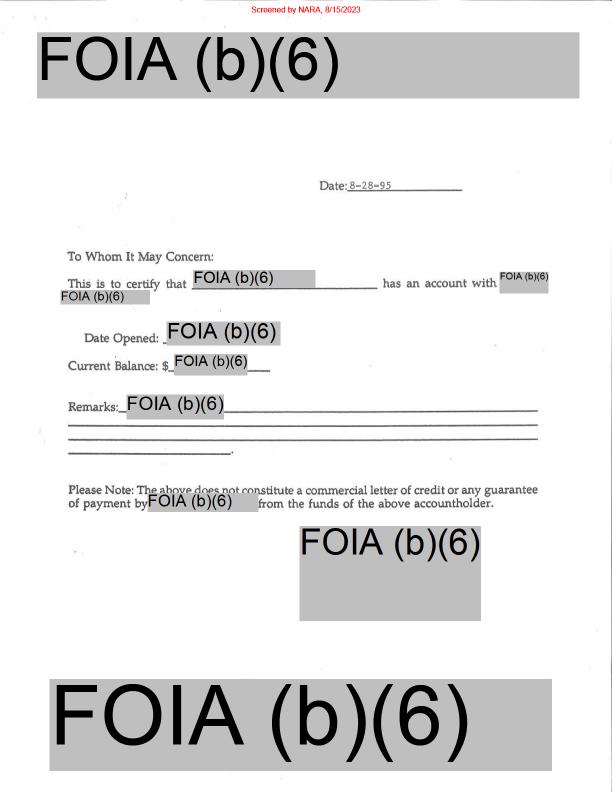 Screened by NARA, 8/15/2023
FOIA (b)(6)
Date: 8-28-95
To Whom It May Concern:
This is to certify that FOIA (b)(6) has an account with FOIA (b)(6)
FOIA (b)(6)
Date Opened: FOIA (b)(6)
Current Balance: $ FOIA (b)(6)
Remarks: FOIA (b)(6)
Please Note: The above does not constitute a commercial letter of credit or any guarantee
of payment by FOIA (b)(6) from the funds of the above accountholder.
FOIA (b)(6)
FOIA (b)(6)